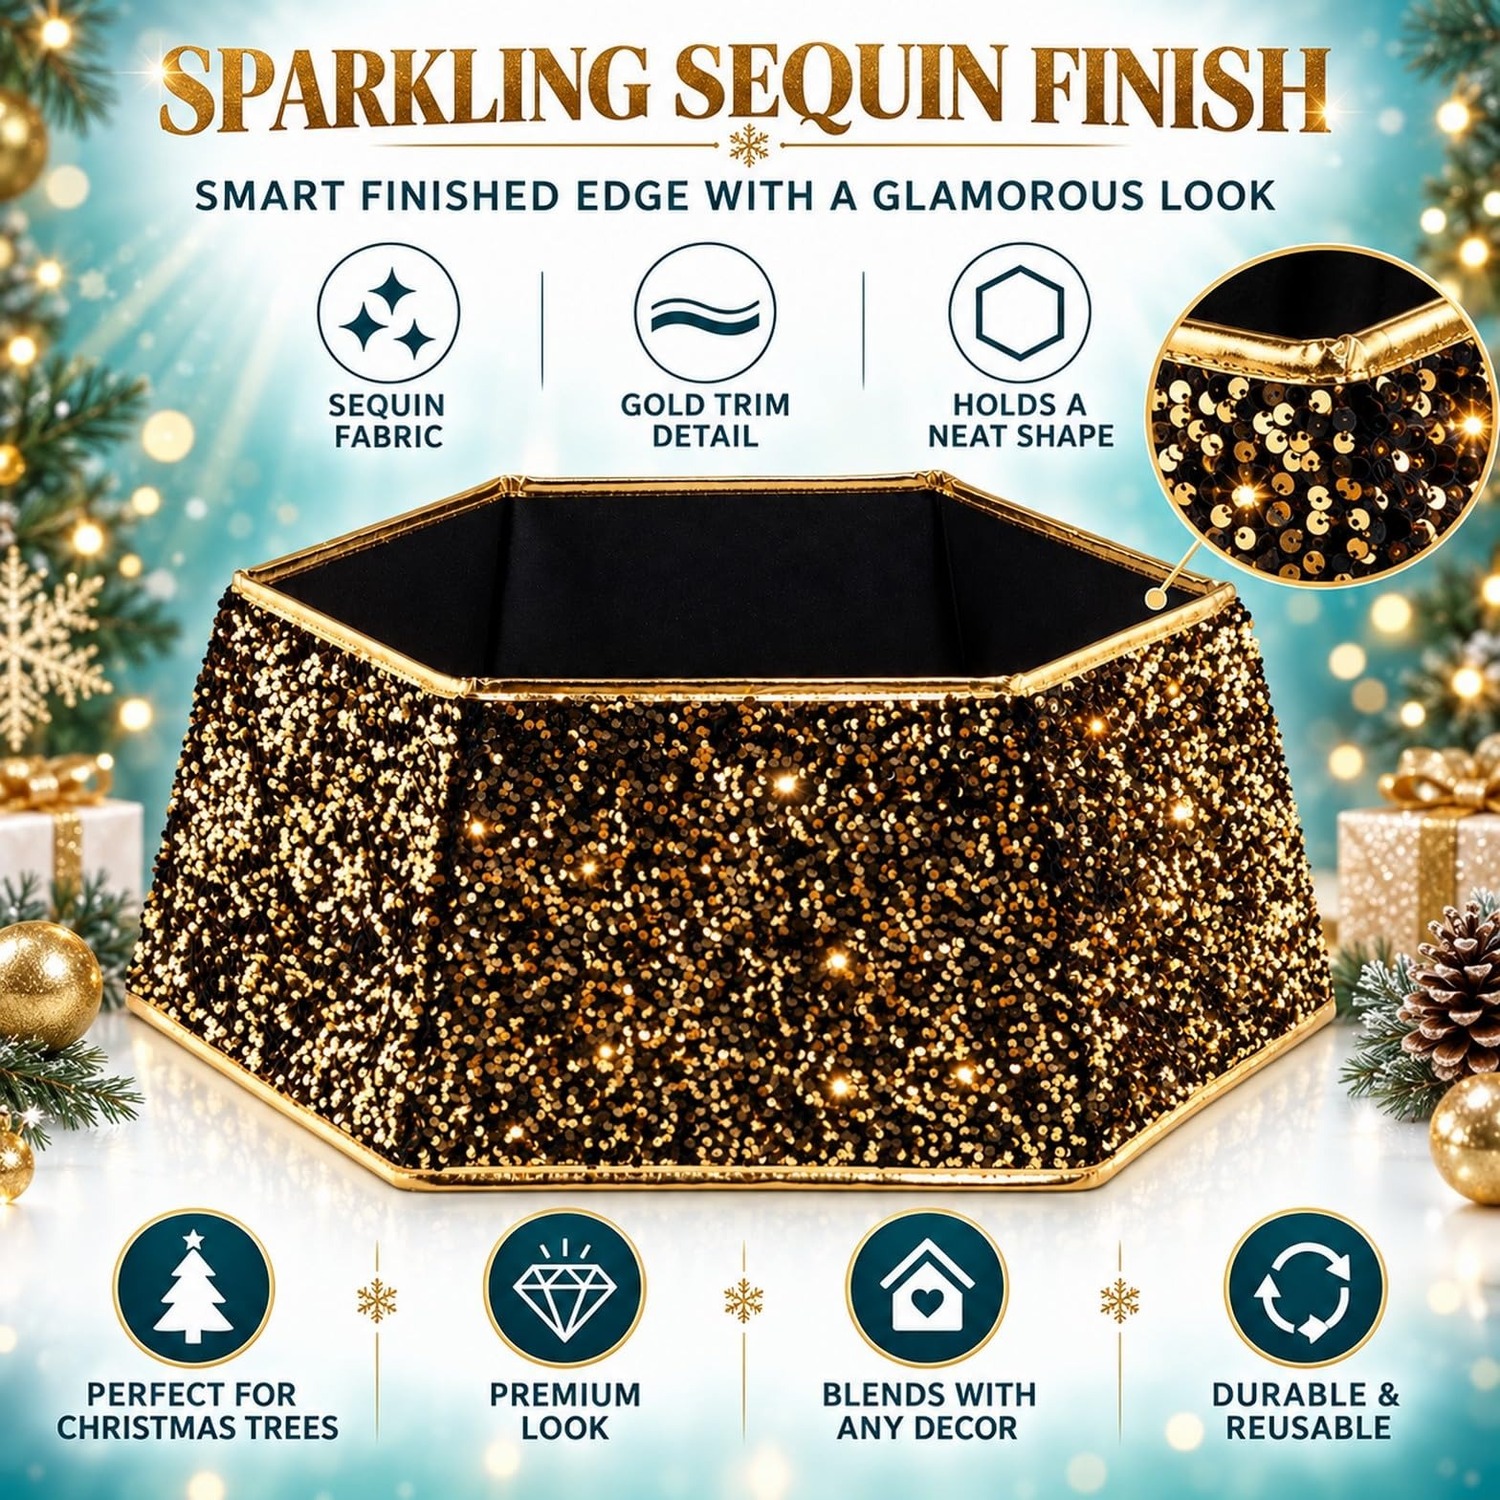 SPARKLING SEQUIN FINISH
SMART FINISHED EDGE WITH A GLAMOROUS LOOK
SEQUIN
FABRIC
GOLD TRIM
DETAIL
HOLDS A
NEAT SHAPE
PERFECT FOR
CHRISTMAS TREES
PREMIUM
LOOK
BLENDS WITH
ANY DECOR
DURABLE &
REUSABLE